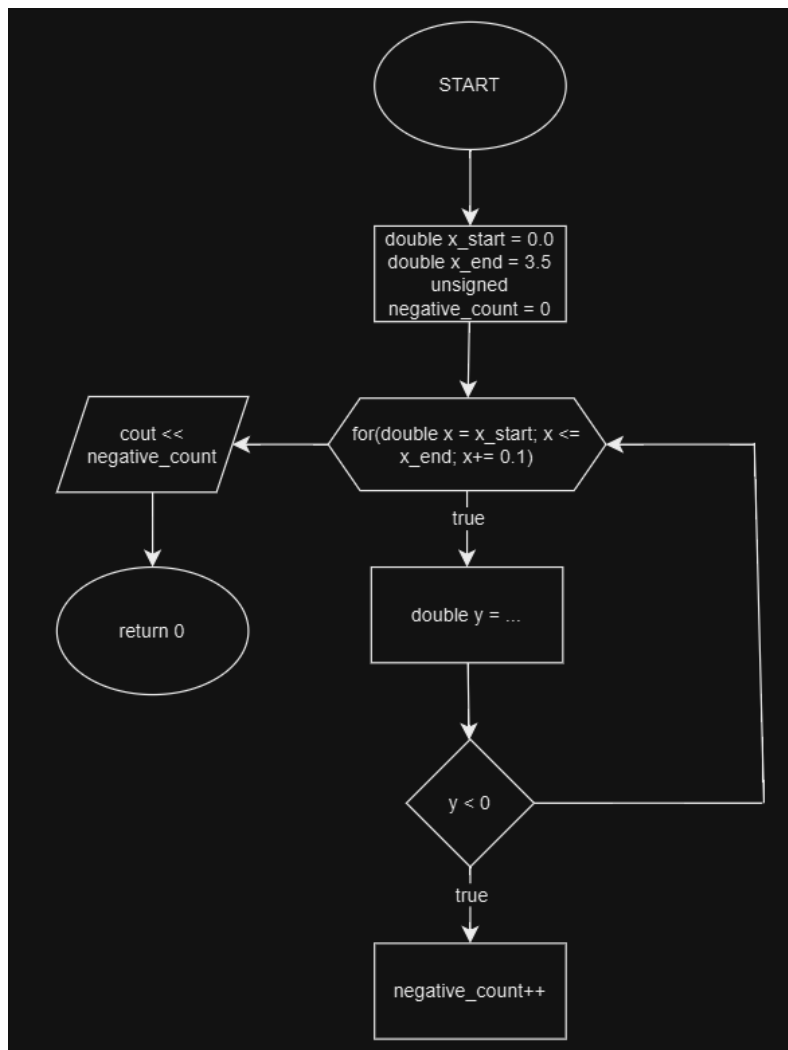 START
double x_start = 0.0
double x_end = 3.5
unsigned
negative_count = 0
for(double x = x_start; x <=
x_end; x+= 0.1)
cout <<
negative_count
true
return 0
double y = ...
y < 0
true
negative_count++